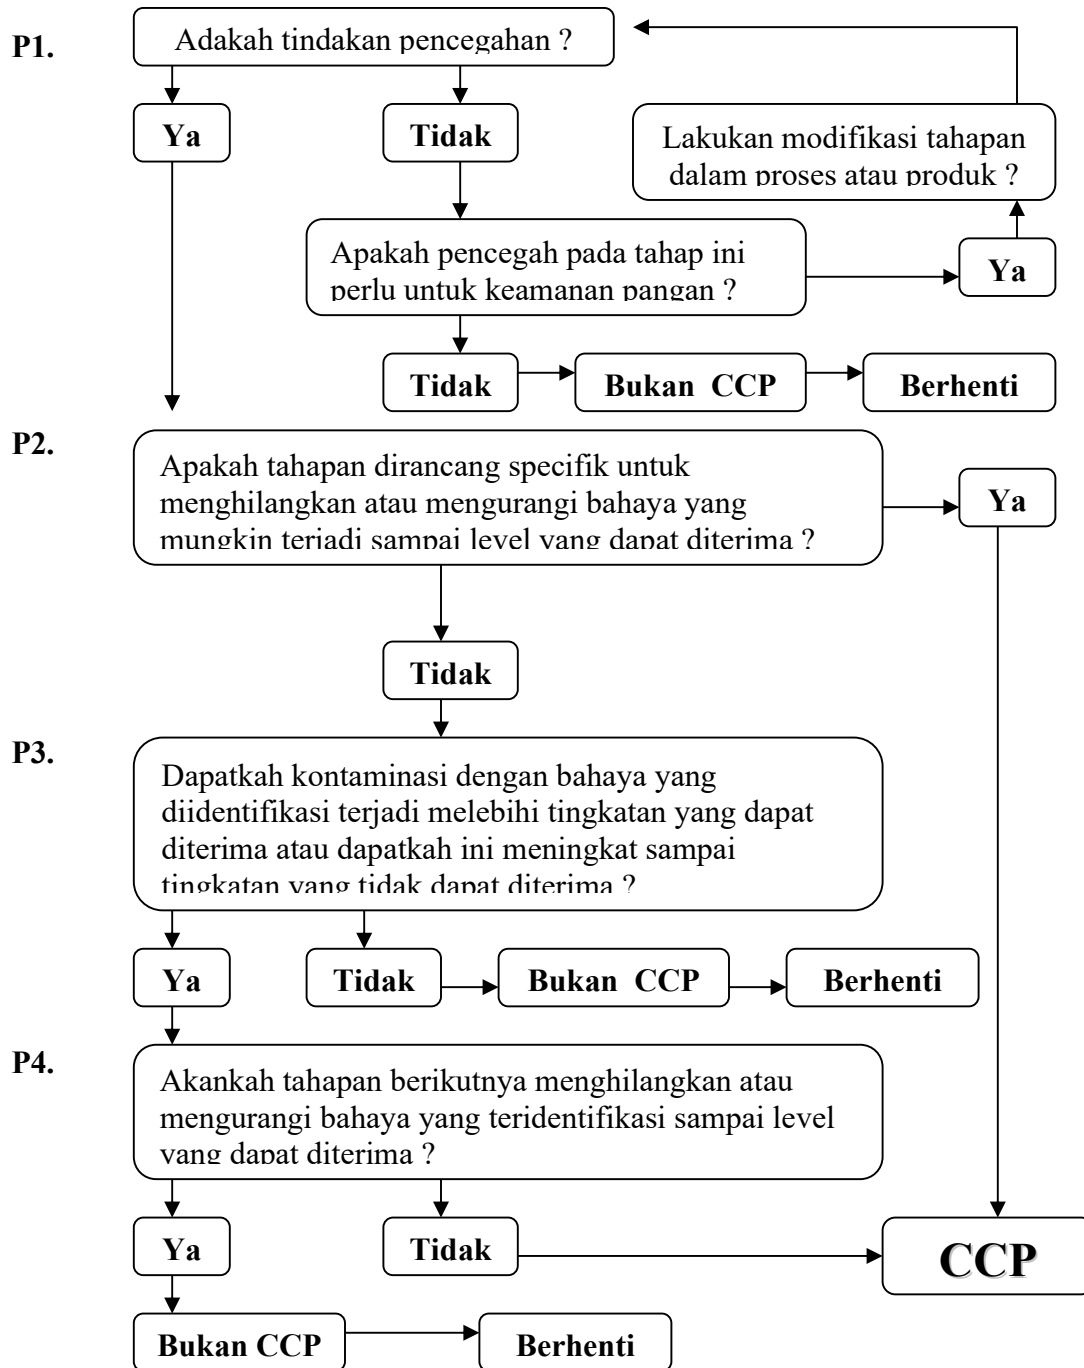 P1.
Adakah tindakan pencegahan ?
Ya
Tidak
Lakukan modifikasi tahapan
dalam proses atau produk ?
Apakah pencegah pada tahap ini
perlu untuk keamanan pangan ?
Ya
Tidak
Bukan CCP
Berhenti
P2.
Apakah tahapan dirancang specifik untuk
menghilangkan atau mengurangi bahaya yang
mungkin terjadi sampai level yang dapat diterima ?
Ya
Tidak
P3.
Dapatkah kontaminasi dengan bahaya yang
diidentifikasi terjadi melebihi tingkatan yang dapat
diterima atau dapatkah ini meningkat sampai
tingkatan yang tidak dapat diterima ?
Ya
Tidak
Bukan CCP
Berhenti
P4.
Akankah tahapan berikutnya menghilangkan atau
mengurangi bahaya yang teridentifikasi sampai level
yang dapat diterima ?
Ya
Tidak
CCP
Bukan CCP
Berhenti